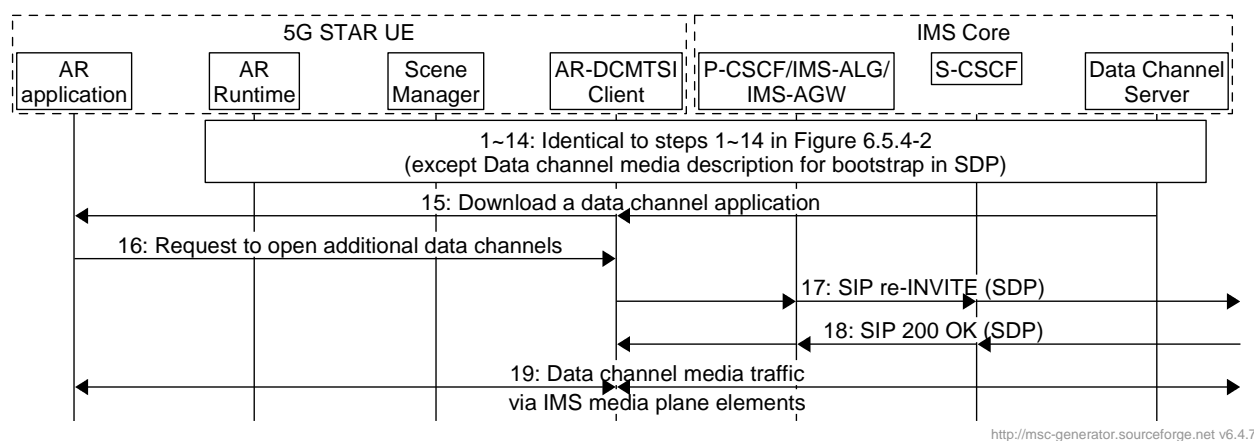 5G STAR UE
IMS Core
AR
application
AR
Runtime
Scene
Manager
AR-DCMTSI
Client
P-CSCF/IMS-ALG/
IMS-AGW
S-CSCF
Data Channel
Server
1~14: Identical to steps 1~14 in Figure 6.5.4-2
(except Data channel media description for bootstrap in SDP)
15: Download a data channel application
16: Request to open additional data channels
17: SIP re-INVITE (SDP)
18: SIP 200 OK (SDP)
19: Data channel media traffic
via IMS media plane elements
http://msc-generator.sourceforge.net v6.4.7